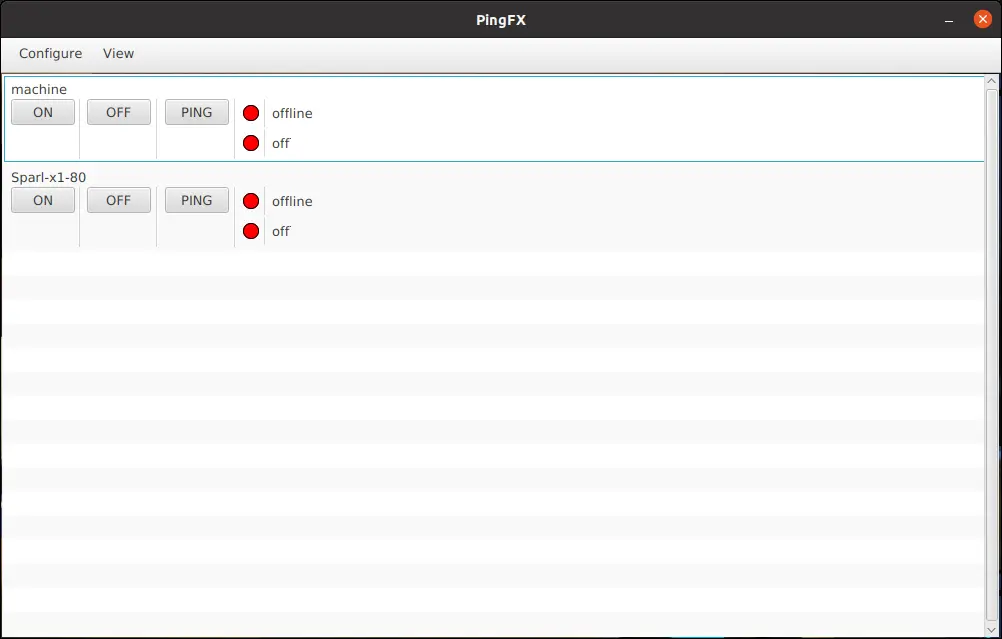 PingFX
Configure View
machine
ON OFF PING offline
off
Sparl-x1-80
ON OFF PING offline
off